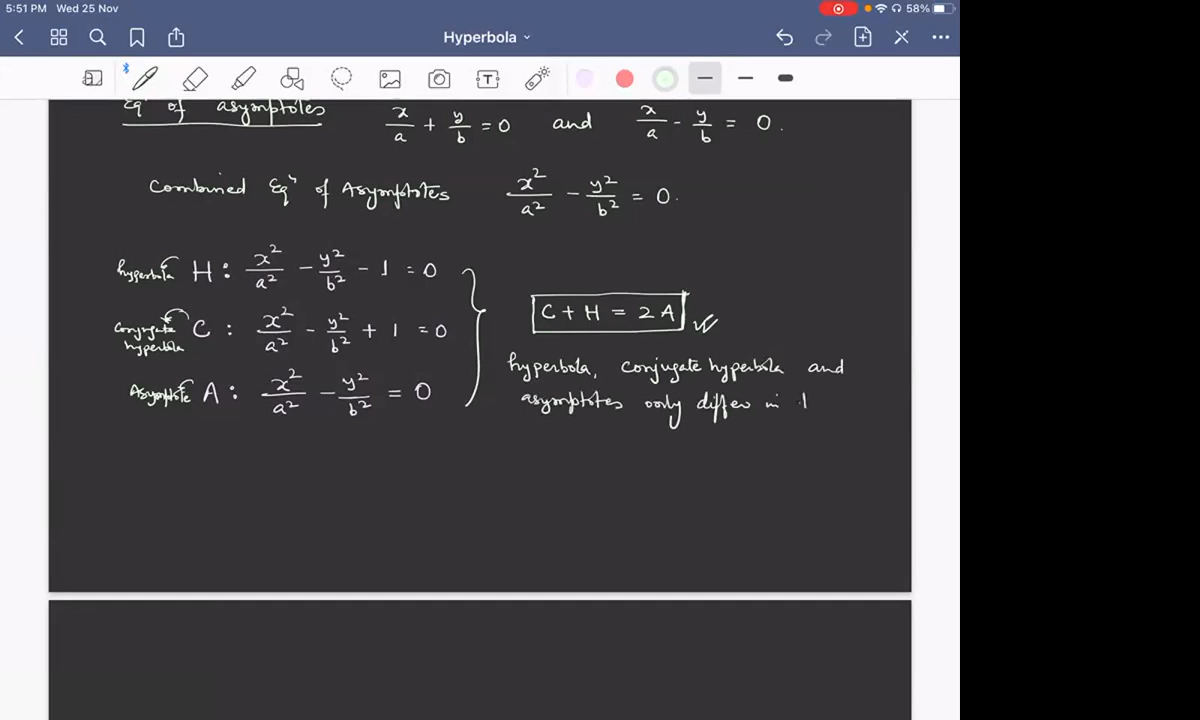 5:51 PM Wed 25 Nov
58%
Hyperbola
Eqⁿ of asymptotes x/a + y/b = 0 and x/a - y/b = 0.
Combined Eqⁿ of Asymptotes x²/a² - y²/b² = 0.
hyperbola H : x²/a² - y²/b² - 1 = 0
Conjugate hyperbola C : x²/a² - y²/b² + 1 = 0
Asymptote A : x²/a² - y²/b² = 0
C + H = 2A
hyperbola, Conjugate hyperbola and
asymptotes only differ in